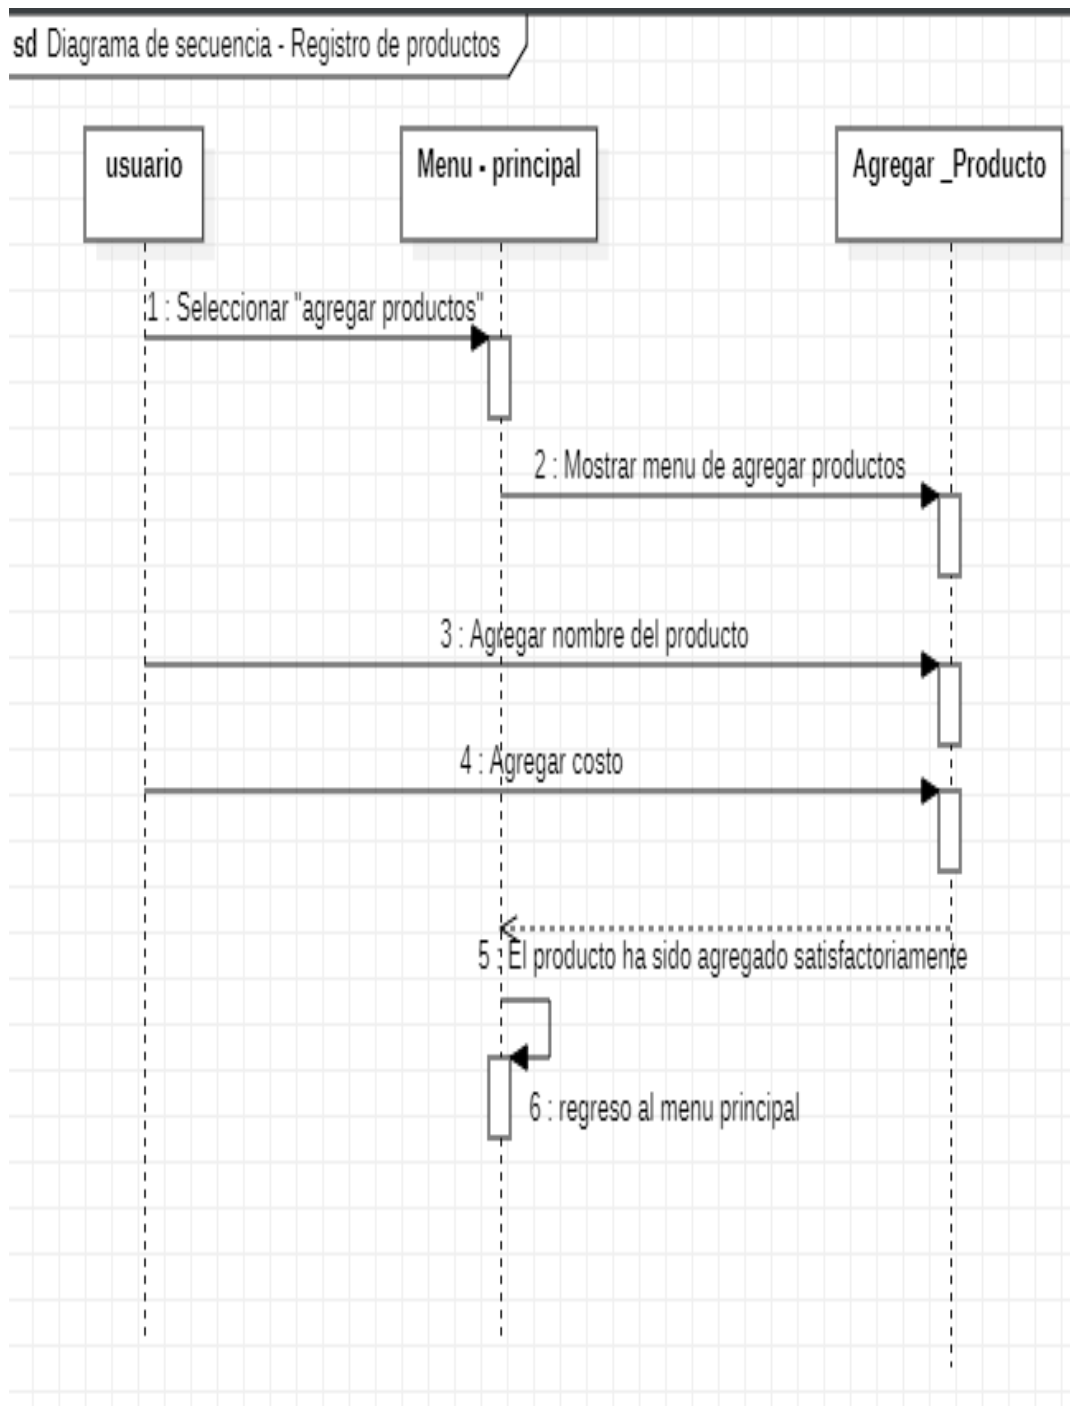 sd Diagrama de secuencia - Registro de productos
usuario
Menu - principal
Agregar _Producto
1 : Seleccionar "agregar productos"
2 : Mostrar menu de agregar productos
3 : Agregar nombre del producto
4 : Agregar costo
5 : El producto ha sido agregado satisfactoriamente
6 : regreso al menu principal